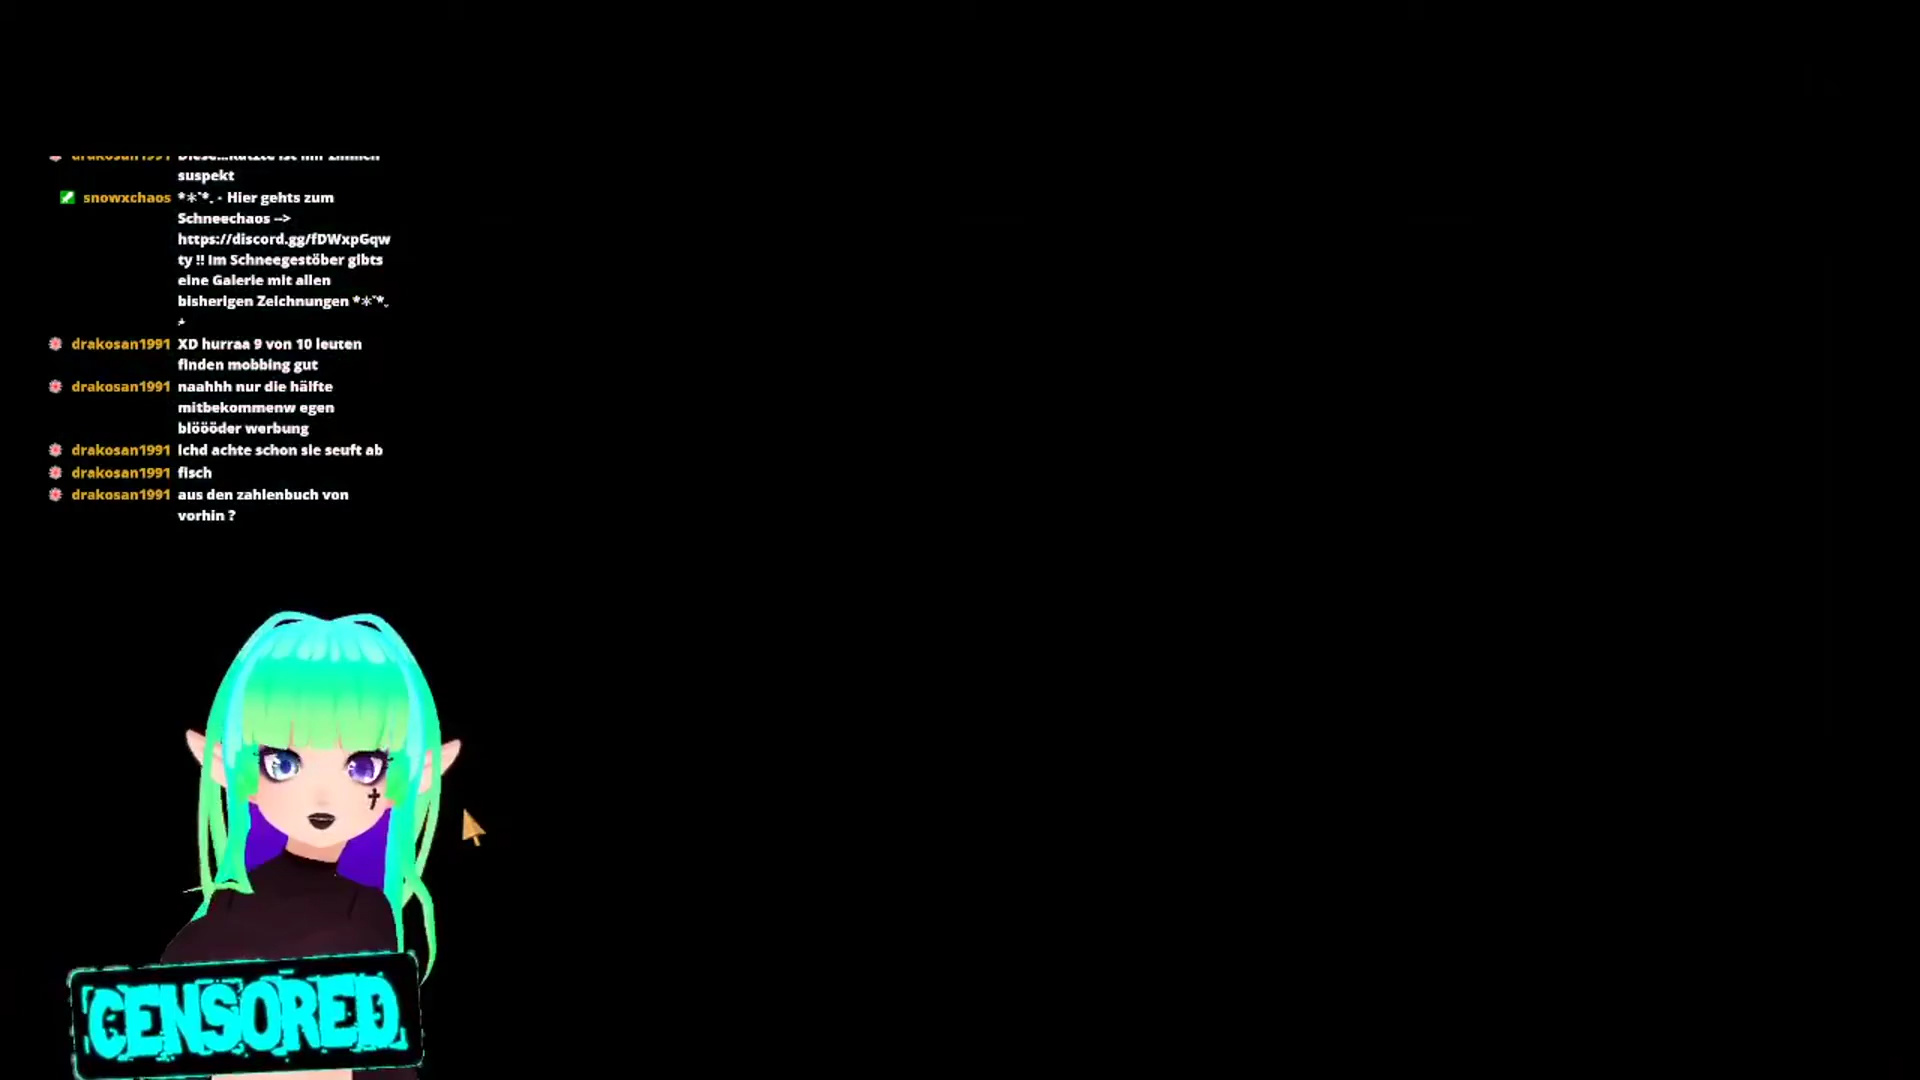 suspekt
snowxchaos *✻˚*. - Hier gehts zum
Schneechaos -->
https://discord.gg/fDWxpGqw
ty !! Im Schneegestöber gibts
eine Galerie mit allen
bisherigen Zeichnungen *✻˚*.
drakosan1991 XD hurraa 9 von 10 leuten
finden mobbing gut
drakosan1991 naahhh nur die hälfte
mitbekommenw egen
blöööder werbung
drakosan1991 Ichd achte schon sie seuft ab
drakosan1991 fisch
drakosan1991 aus den zahlenbuch von
vorhin ?
CENSORED